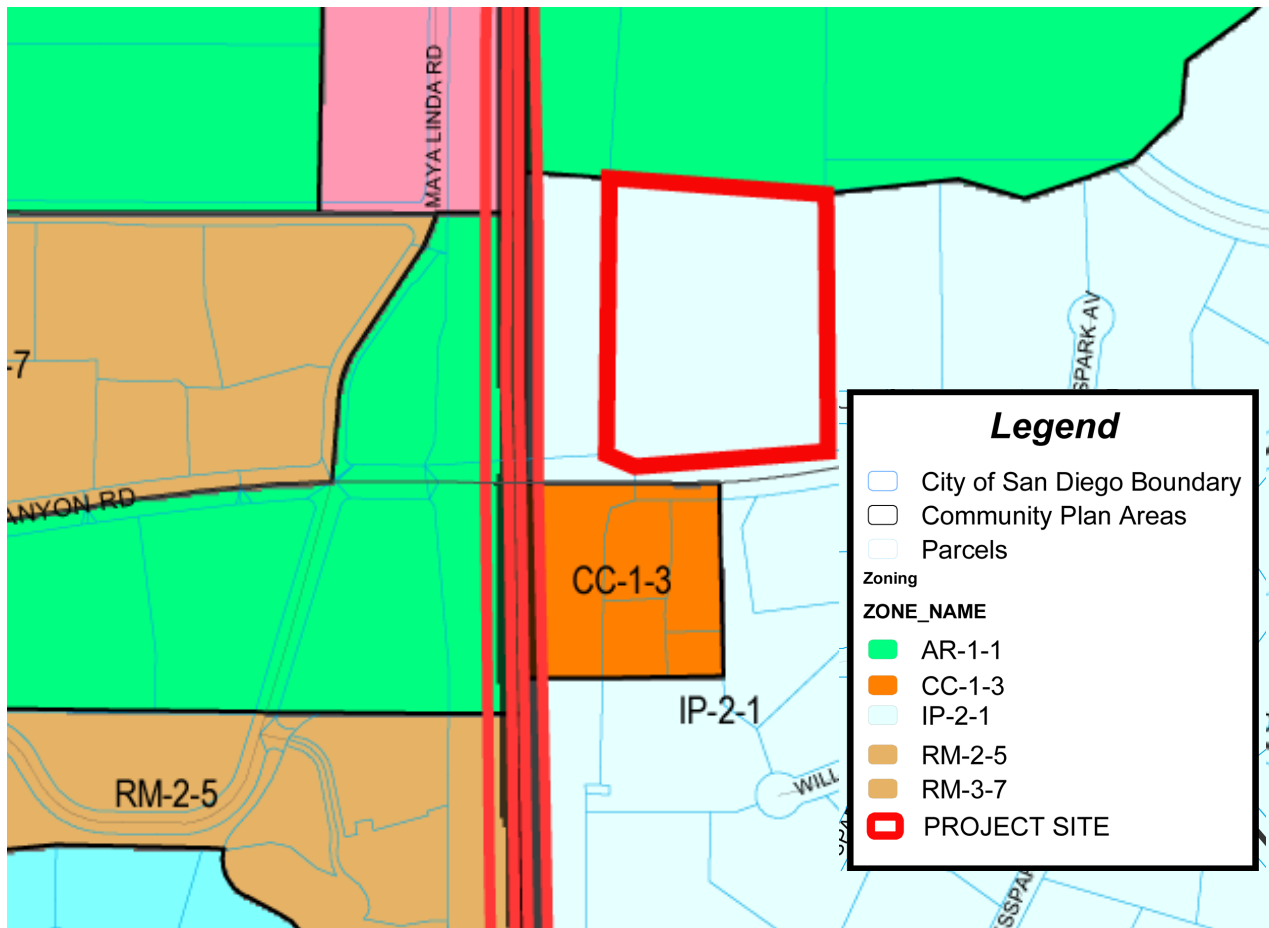 MAYA LINDA RD
-7
SPARK AV
ANYON RD
CC-1-3
IP-2-1
RM-2-5
WILL
SSPAR
Legend
City of San Diego Boundary
Community Plan Areas
Parcels
Zoning
ZONE_NAME
AR-1-1
CC-1-3
IP-2-1
RM-2-5
RM-3-7
PROJECT SITE